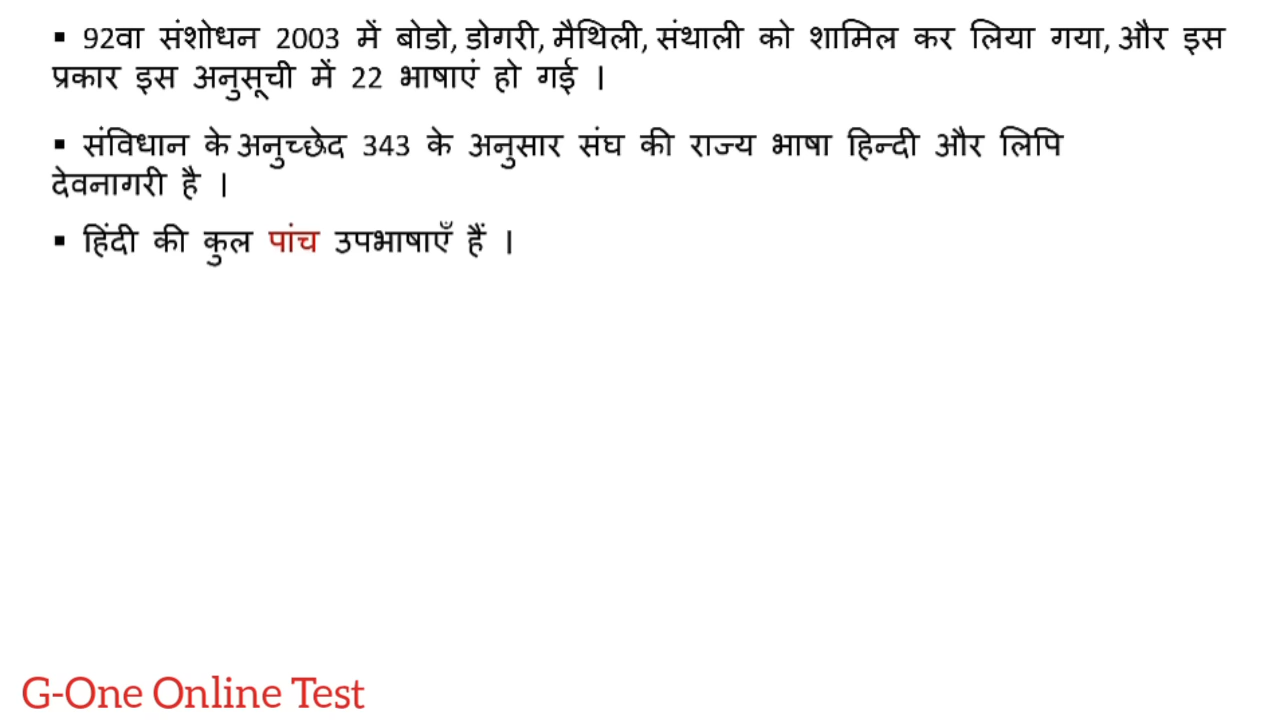 ▪ 92वा संशोधन 2003 में बोडो, डोगरी, मैथिली, संथाली को शामिल कर लिया गया, और इस
प्रकार इस अनुसूची में 22 भाषाएं हो गई ।
▪ संविधान के अनुच्छेद 343 के अनुसार संघ की राज्य भाषा हिन्दी और लिपि
देवनागरी है ।
▪ हिंदी की कुल पांच उपभाषाएँ हैं ।
G-One Online Test